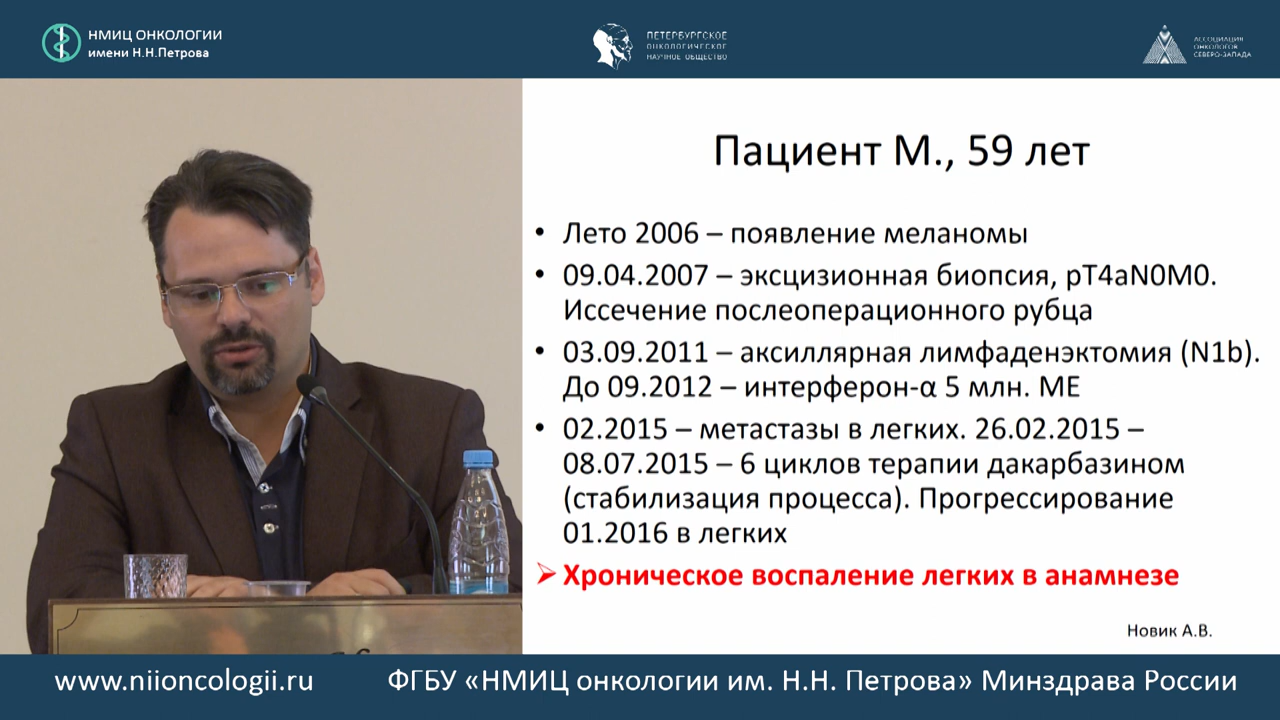 НМИЦ ОНКОЛОГИИ
имени Н.Н.Петрова
ПЕТЕРБУРГСКОЕ
ОНКОЛОГИЧЕСКОЕ
НАУЧНОЕ ОБЩЕСТВО
АССОЦИАЦИЯ
ОНКОЛОГОВ
СЕВЕРО-ЗАПАДА
Пациент М., 59 лет
• Лето 2006 – появление меланомы
• 09.04.2007 – эксцизионная биопсия, pT4aN0M0.
Иссечение послеоперационного рубца
• 03.09.2011 – аксиллярная лимфаденэктомия (N1b).
До 09.2012 – интерферон-α 5 млн. МЕ
• 02.2015 – метастазы в легких. 26.02.2015 –
08.07.2015 – 6 циклов терапии дакарбазином
(стабилизация процесса). Прогрессирование
01.2016 в легких
➢ Хроническое воспаление легких в анамнезе
Новик А.В.
www.niioncologii.ru
ФГБУ «НМИЦ онкологии им. Н.Н. Петрова» Минздрава России